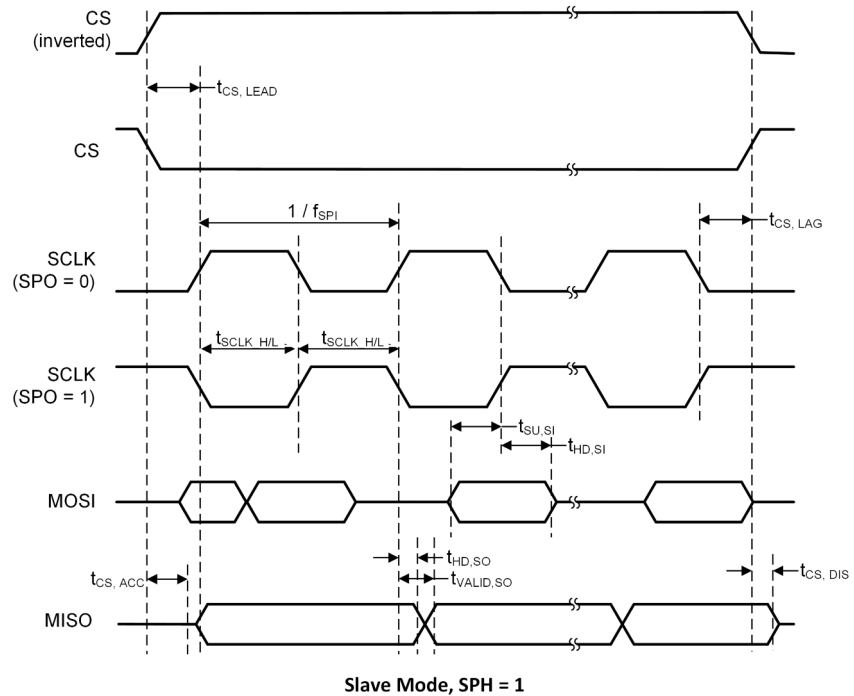 CS
(inverted)
tCS, LEAD
CS
1 / fSPI
tCS, LAG
SCLK
(SPO = 0)
tSCLK_H/L
tSCLK_H/L
SCLK
(SPO = 1)
tSU,SI
tHD,SI
MOSI
tHD,SO
tCS, ACC
tVALID,SO
tCS, DIS
MISO
Slave Mode, SPH = 1